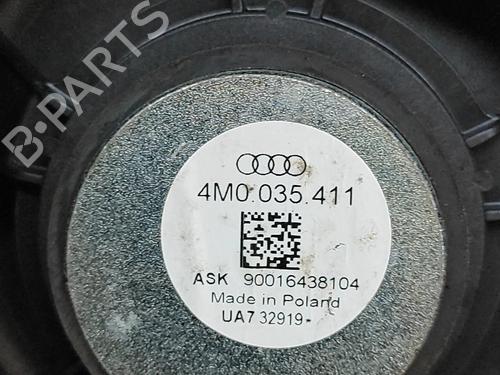 B-PARTS
4M0.035.411
ASK 90016438104
Made in Poland
UA7 32919-